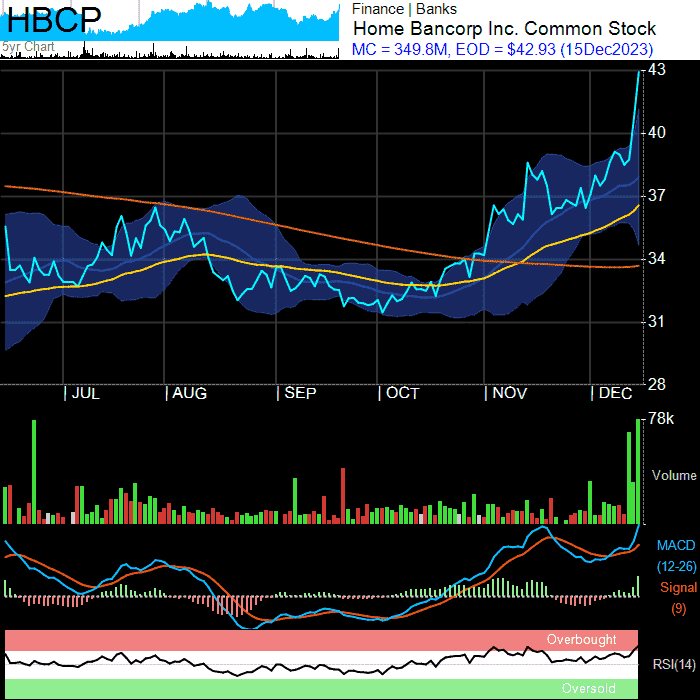 HBCP
5yr Chart
Finance | Banks
Home Bancorp Inc. Common Stock
MC = 349.8M, EOD = $42.93 (15Dec2023)
43
40
37
34
31
28
JUL AUG SEP OCT NOV DEC
78k
Volume
MACD
(12-26)
Signal
(9)
Overbought
RSI(14)
Oversold